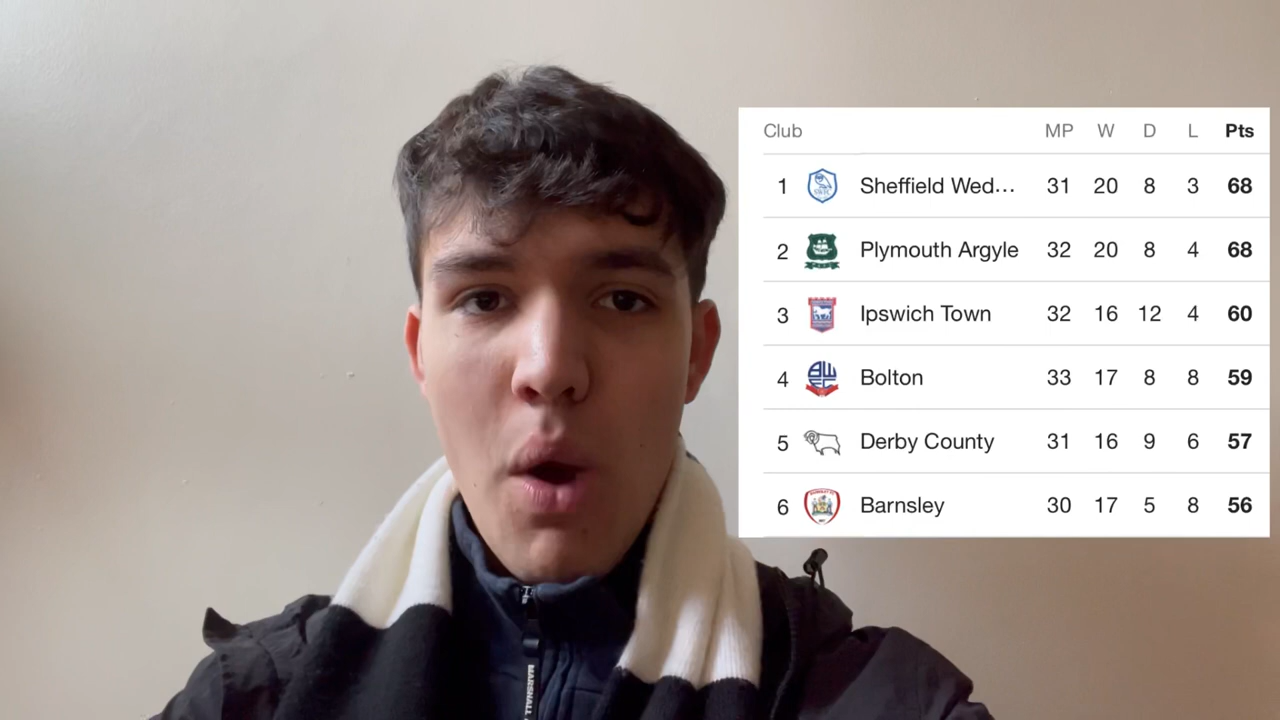 Club MP W D L Pts
1 Sheffield Wed... 31 20 8 3 68
2 Plymouth Argyle 32 20 8 4 68
3 Ipswich Town 32 16 12 4 60
4 Bolton 33 17 8 8 59
5 Derby County 31 16 9 6 57
6 Barnsley 30 17 5 8 56
MARSHALL